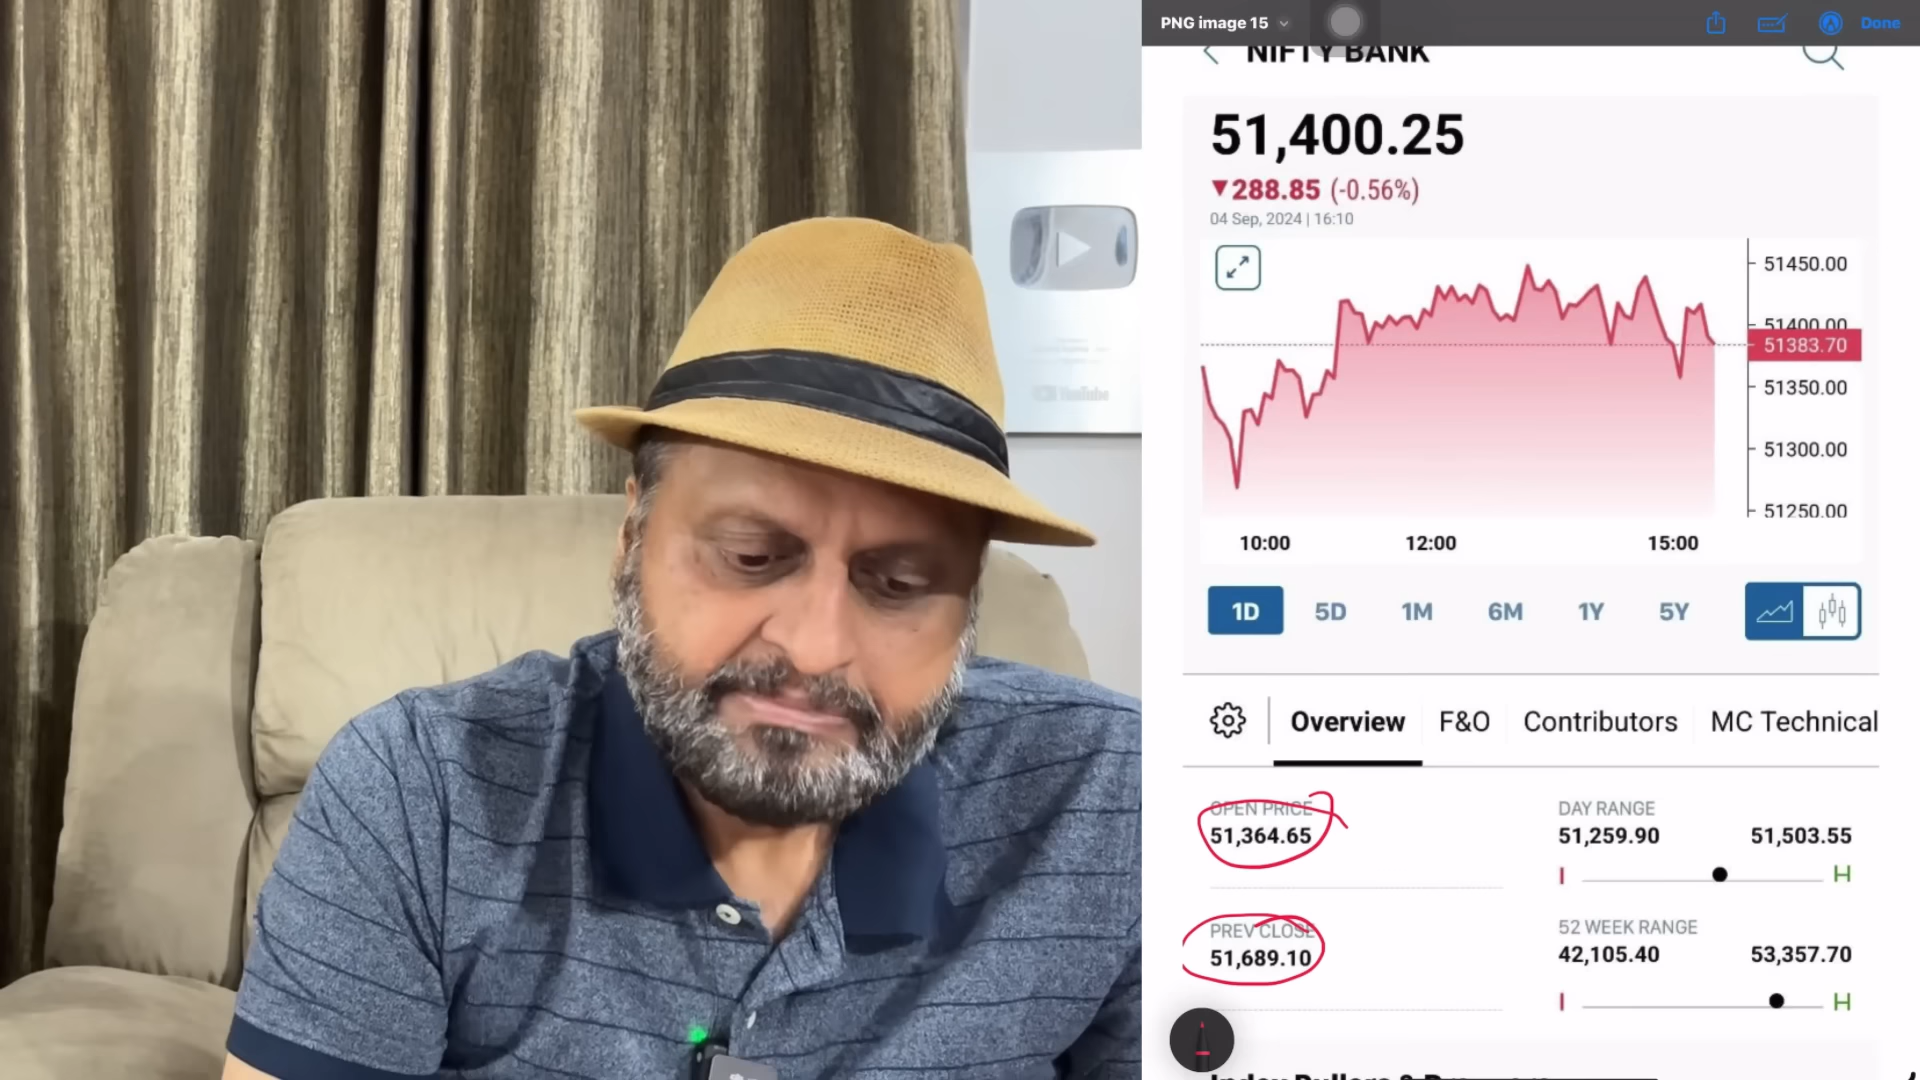 PNG image 15
Done
NIFTY BANK
51,400.25
▼288.85 (-0.56%)
04 Sep, 2024 | 16:10
51450.00
51400.00
51383.70
51350.00
51300.00
51250.00
10:00 12:00 15:00
1D 5D 1M 6M 1Y 5Y
Overview F&O Contributors MC Technical
OPEN PRICE
51,364.65
DAY RANGE
51,259.90 51,503.55
L H
PREV CLOSE
51,689.10
52 WEEK RANGE
42,105.40 53,357.70
L H
YouTube